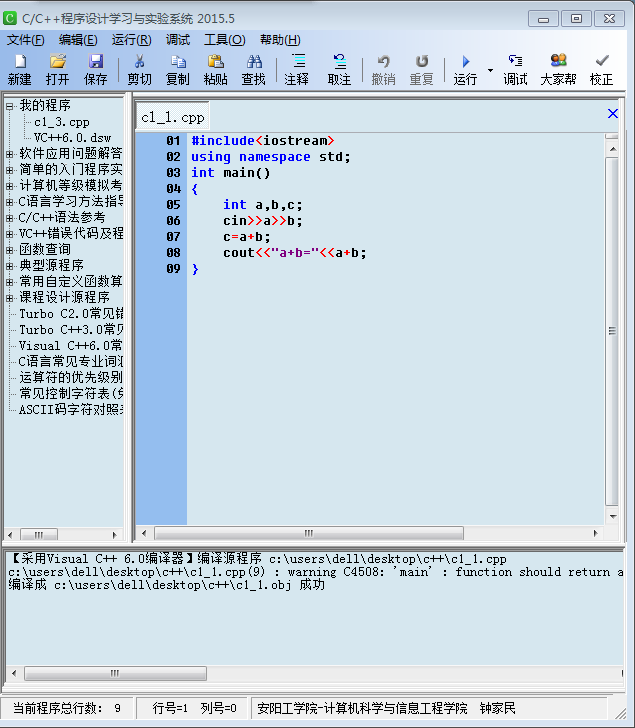 C/C++程序设计学习与实验系统 2015.5
文件(F) 编辑(E) 运行(R) 调试 工具(O) 帮助(H)
新建 打开 保存 剪切 复制 粘贴 查找 注释 取注 撤销 重复 运行 调试 大家帮 校正
我的程序
c1_3.cpp
VC++6.0.dsw
软件应用问题解答
简单的入门程序实
计算机等级模拟考
C语言学习方法指导
C/C++语法参考
VC++错误代码及程
函数查询
典型源程序
常用自定义函数算
课程设计源程序
Turbo C2.0常见错
Turbo C++3.0常见
Visual C++6.0常
C语言常见专业词汇
运算符的优先级别
常见控制字符表(
ASCII码字符对照表
c1_1.cpp
01 #include<iostream>
02 using namespace std;
03 int main()
04 {
05 int a,b,c;
06 cin>>a>>b;
07 c=a+b;
08 cout<<"a+b="<<a+b;
09 }
【采用Visual C++ 6.0编译器】编译源程序 c:\users\dell\desktop\c++\c1_1.cpp
c:\users\dell\desktop\c++\c1_1.cpp(9) : warning C4508: 'main' : function should return a
编译成 c:\users\dell\desktop\c++\c1_1.obj 成功
当前程序总行数: 9 行号=1 列号=0 安阳工学院-计算机科学与信息工程学院 钟家民